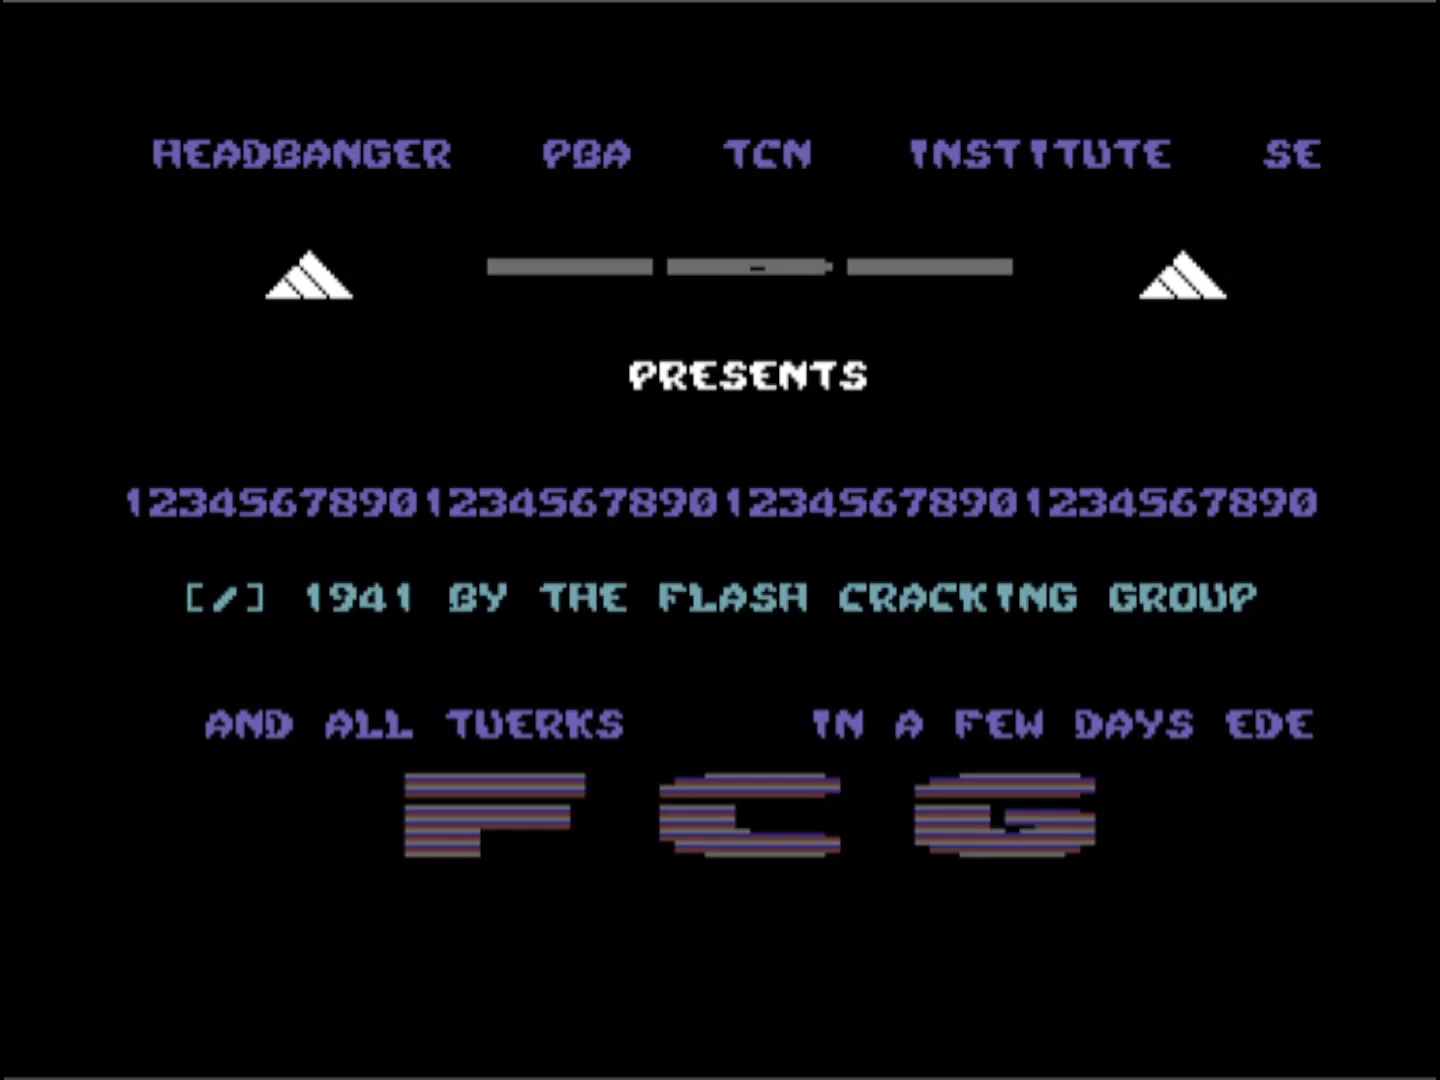 HEADBANGER PBA TCN INSTITUTE SE
PRESENTS
1234567890123456789012345678901234567890
[/] 1941 BY THE FLASH CRACKING GROUP
AND ALL TUERKS IN A FEW DAYS EDE
FCG